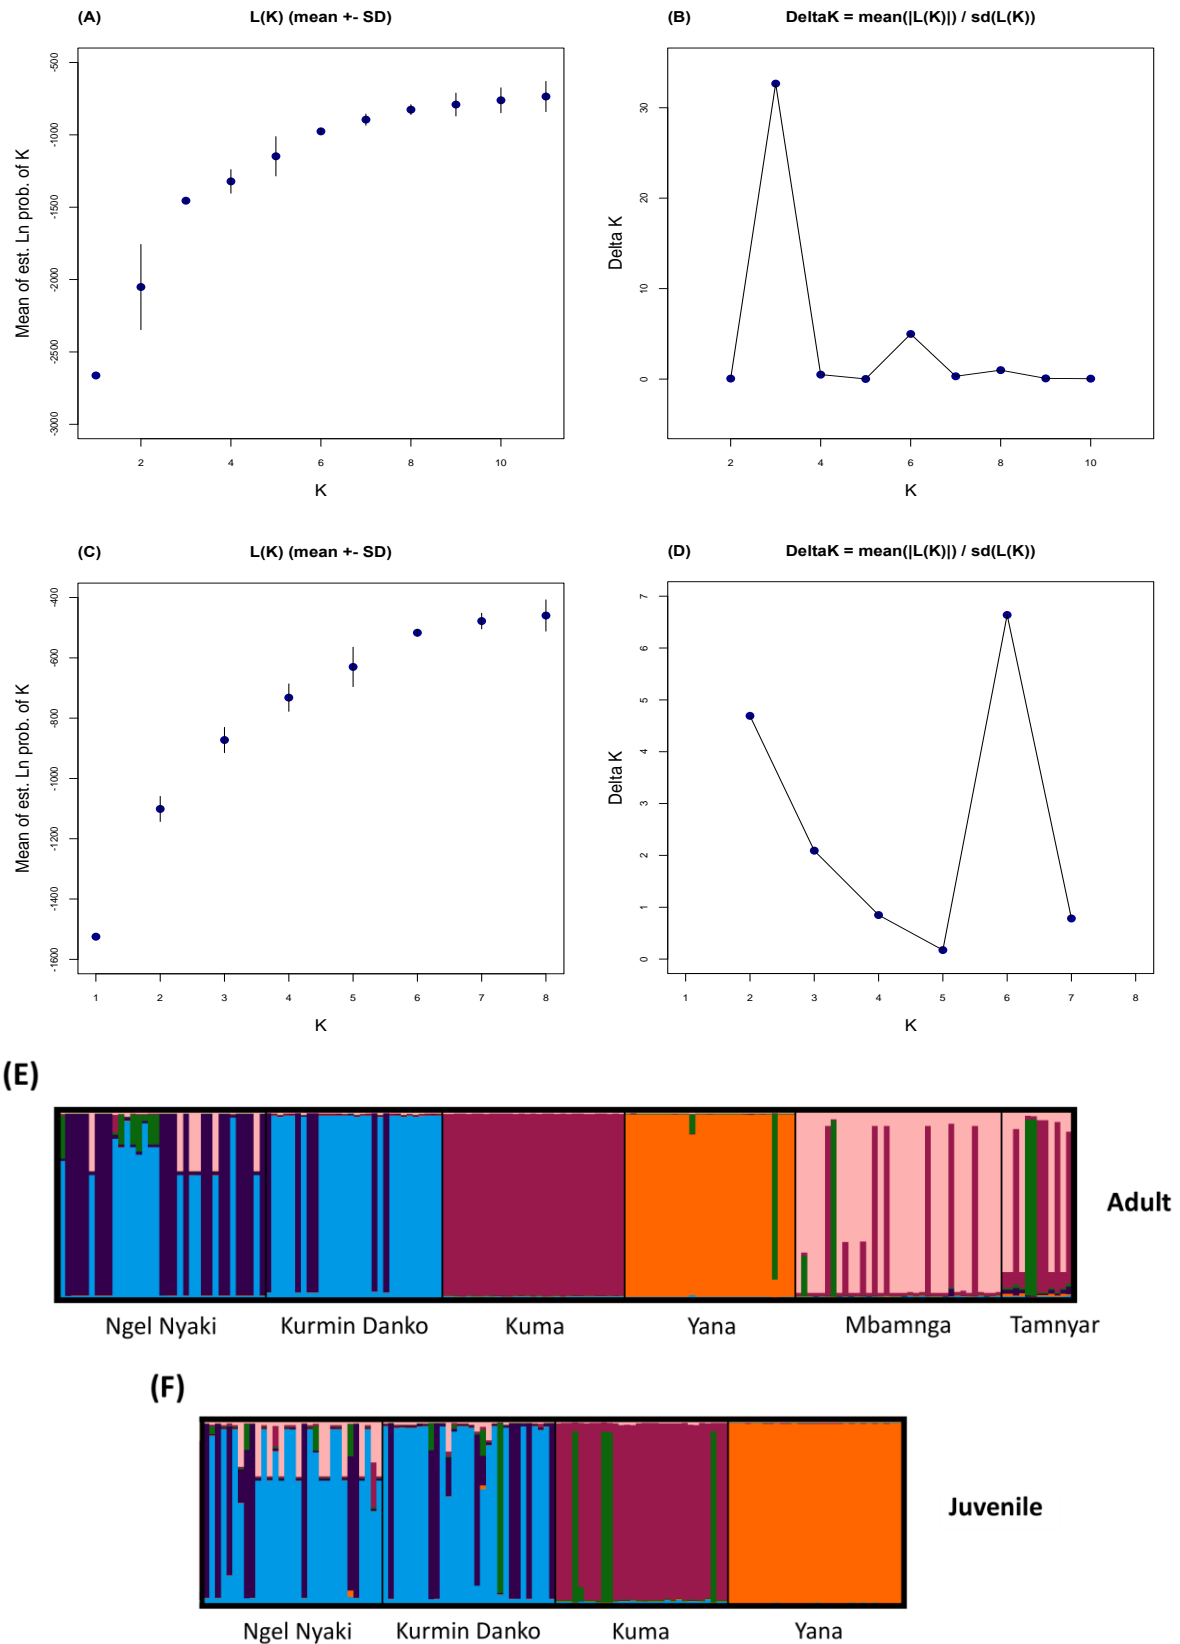 (A) L(K) (mean +- SD)
Mean of est. Ln prob. of K
-500
-1000
-1500
-2000
-2500
-3000
2 4 6 8 10
K
(B) DeltaK = mean(|L(K)|) / sd(L(K))
Delta K
30
20
10
0
2 4 6 8 10
K
(C) L(K) (mean +- SD)
Mean of est. Ln prob. of K
-400
-600
-800
-1000
-1200
-1400
-1600
1 2 3 4 5 6 7 8
K
(D) DeltaK = mean(|L(K)|) / sd(L(K))
Delta K
7
6
5
4
3
2
1
0
1 2 3 4 5 6 7 8
K
(E)
Adult
Ngel Nyaki Kurmin Danko Kuma Yana Mbamnga Tamnyar
(F)
Juvenile
Ngel Nyaki Kurmin Danko Kuma Yana